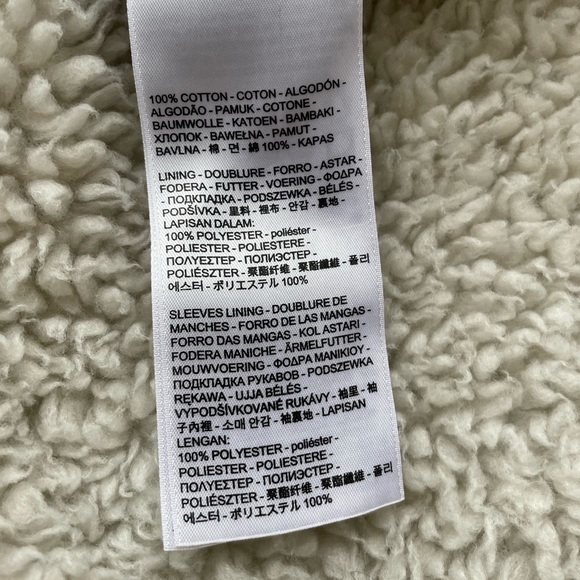 100% COTTON - COTON - ALGODÓN -
ALGODÃO - PAMUK - COTONE -
BAUMWOLLE - KATOEN - BAMBAKI -
ХЛОПОК - BAWEŁNA - PAMUT -
BAVLNA - 棉 - 면 - 綿 100% - KAPAS
LINING - DOUBLURE - FORRO - ASTAR -
FODERA - FUTTER - VOERING - ΦΟΔΡΑ
- ПОДКЛАДКА - PODSZEWKA - BÉLÉS -
PODŠÍVKA - 里料 - 裡布 - 안감 - 裏地 -
LAPISAN DALAM:
100% POLYESTER - poliéster -
POLIESTER - POLIESTERE -
ΠΟΛΥΕΣΤΕΡ - ПОЛИЭСТЕР -
POLIÉSZTER - 聚酯纤维 - 聚酯纖維 - 폴리
에스터 - ポリエステル 100%
SLEEVES LINING - DOUBLURE DE
MANCHES - FORRO DE LAS MANGAS -
FORRO DAS MANGAS - KOL ASTARI -
FODERA MANICHE - ÄRMELFUTTER -
MOUWVOERING - ΦΟΔΡΑ ΜΑΝΙΚΙΟΥ -
ПОДКЛАДКА РУКАВОВ - PODSZEWKA
RĘKAWA - UJJA BÉLÉS -
VYPODŠÍVKOVANÉ RUKÁVY - 袖里 - 袖
子內裡 - 소매 안감 - 袖裏地 - LAPISAN
LENGAN:
100% POLYESTER - poliéster -
POLIESTER - POLIESTERE -
ΠΟΛΥΕΣΤΕΡ - ПОЛИЭСТЕР -
POLIÉSZTER - 聚酯纤维 - 聚酯纖維 - 폴리
에스터 - ポリエステル 100%